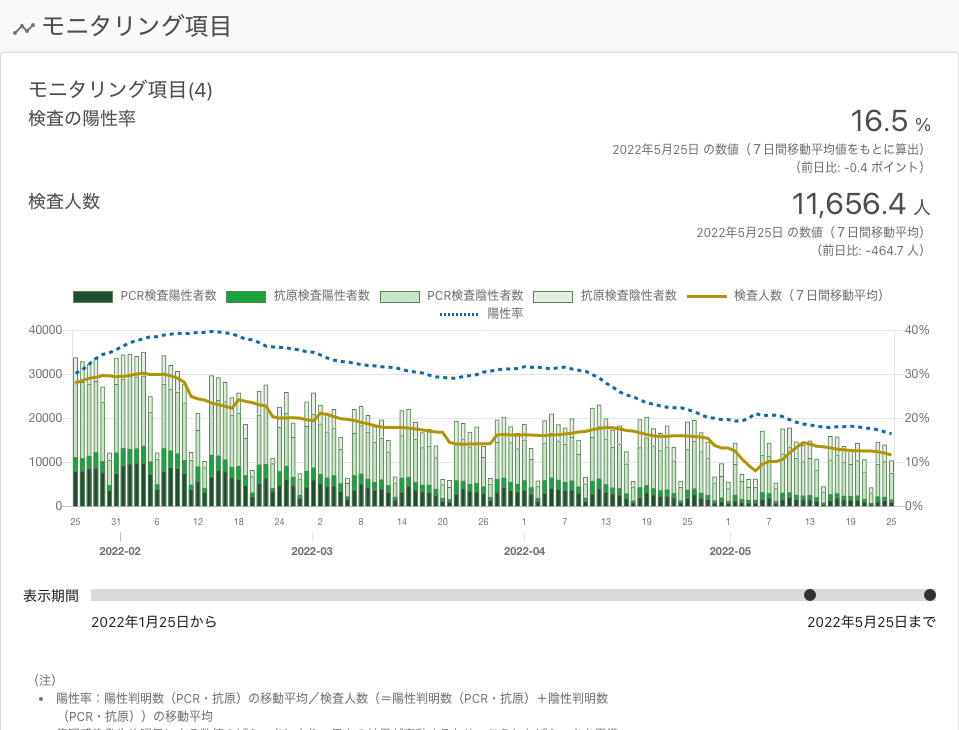 モニタリング項目
モニタリング項目(4)
検査の陽性率
16.5 %
2022年5月25日 の数値（７日間移動平均値をもとに算出）
（前日比: -0.4 ポイント）
検査人数
11,656.4 人
2022年5月25日 の数値（７日間移動平均）
（前日比: -464.7 人）
PCR検査陽性者数 抗原検査陽性者数 PCR検査陰性者数 抗原検査陰性者数 検査人数（７日間移動平均）
陽性率
40000 40%
30000 30%
20000 20%
10000 10%
0 0%
25 31 6 12 18 24 2 8 14 20 26 1 7 13 19 25 1 7 13 19 25
2022-02 2022-03 2022-04 2022-05
表示期間
2022年1月25日から 2022年5月25日まで
（注）
• 陽性率：陽性判明数（PCR・抗原）の移動平均／検査人数（＝陽性判明数（PCR・抗原）＋陰性判明数
（PCR・抗原））の移動平均